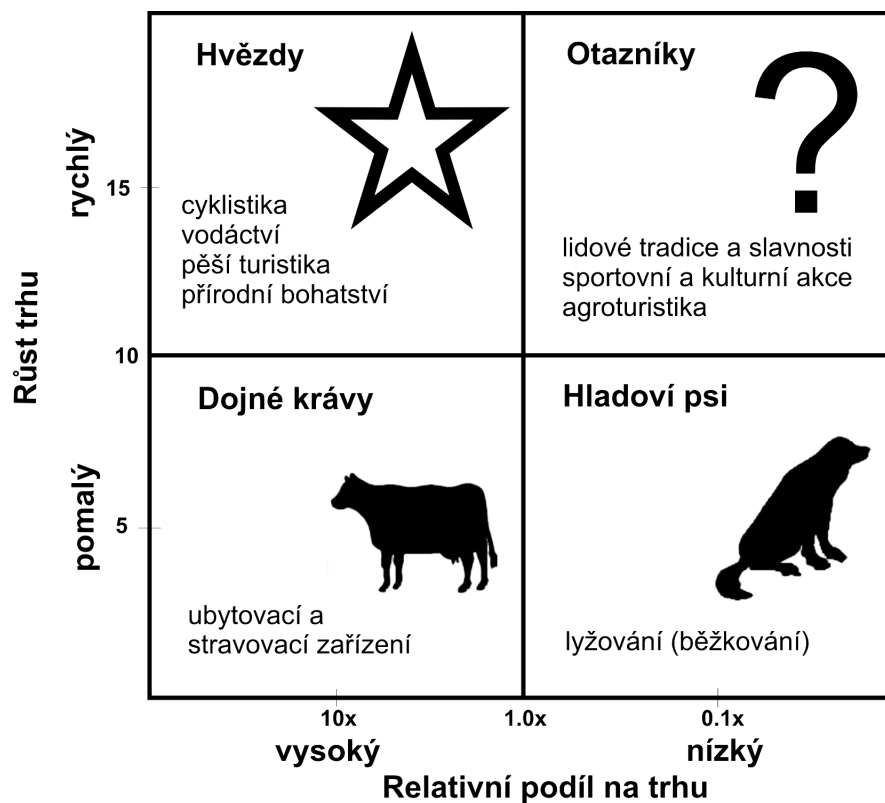 Hvězdy
Otazníky
?
rychlý
15
cyklistika
vodáctví
pěší turistika
přírodní bohatství
lidové tradice a slavnosti
sportovní a kulturní akce
agroturistika
Růst trhu
10
Dojné krávy
Hladoví psi
pomalý
5
ubytovací a
stravovací zařízení
lyžování (běžkování)
10x
1.0x
0.1x
vysoký
nízký
Relativní podíl na trhu